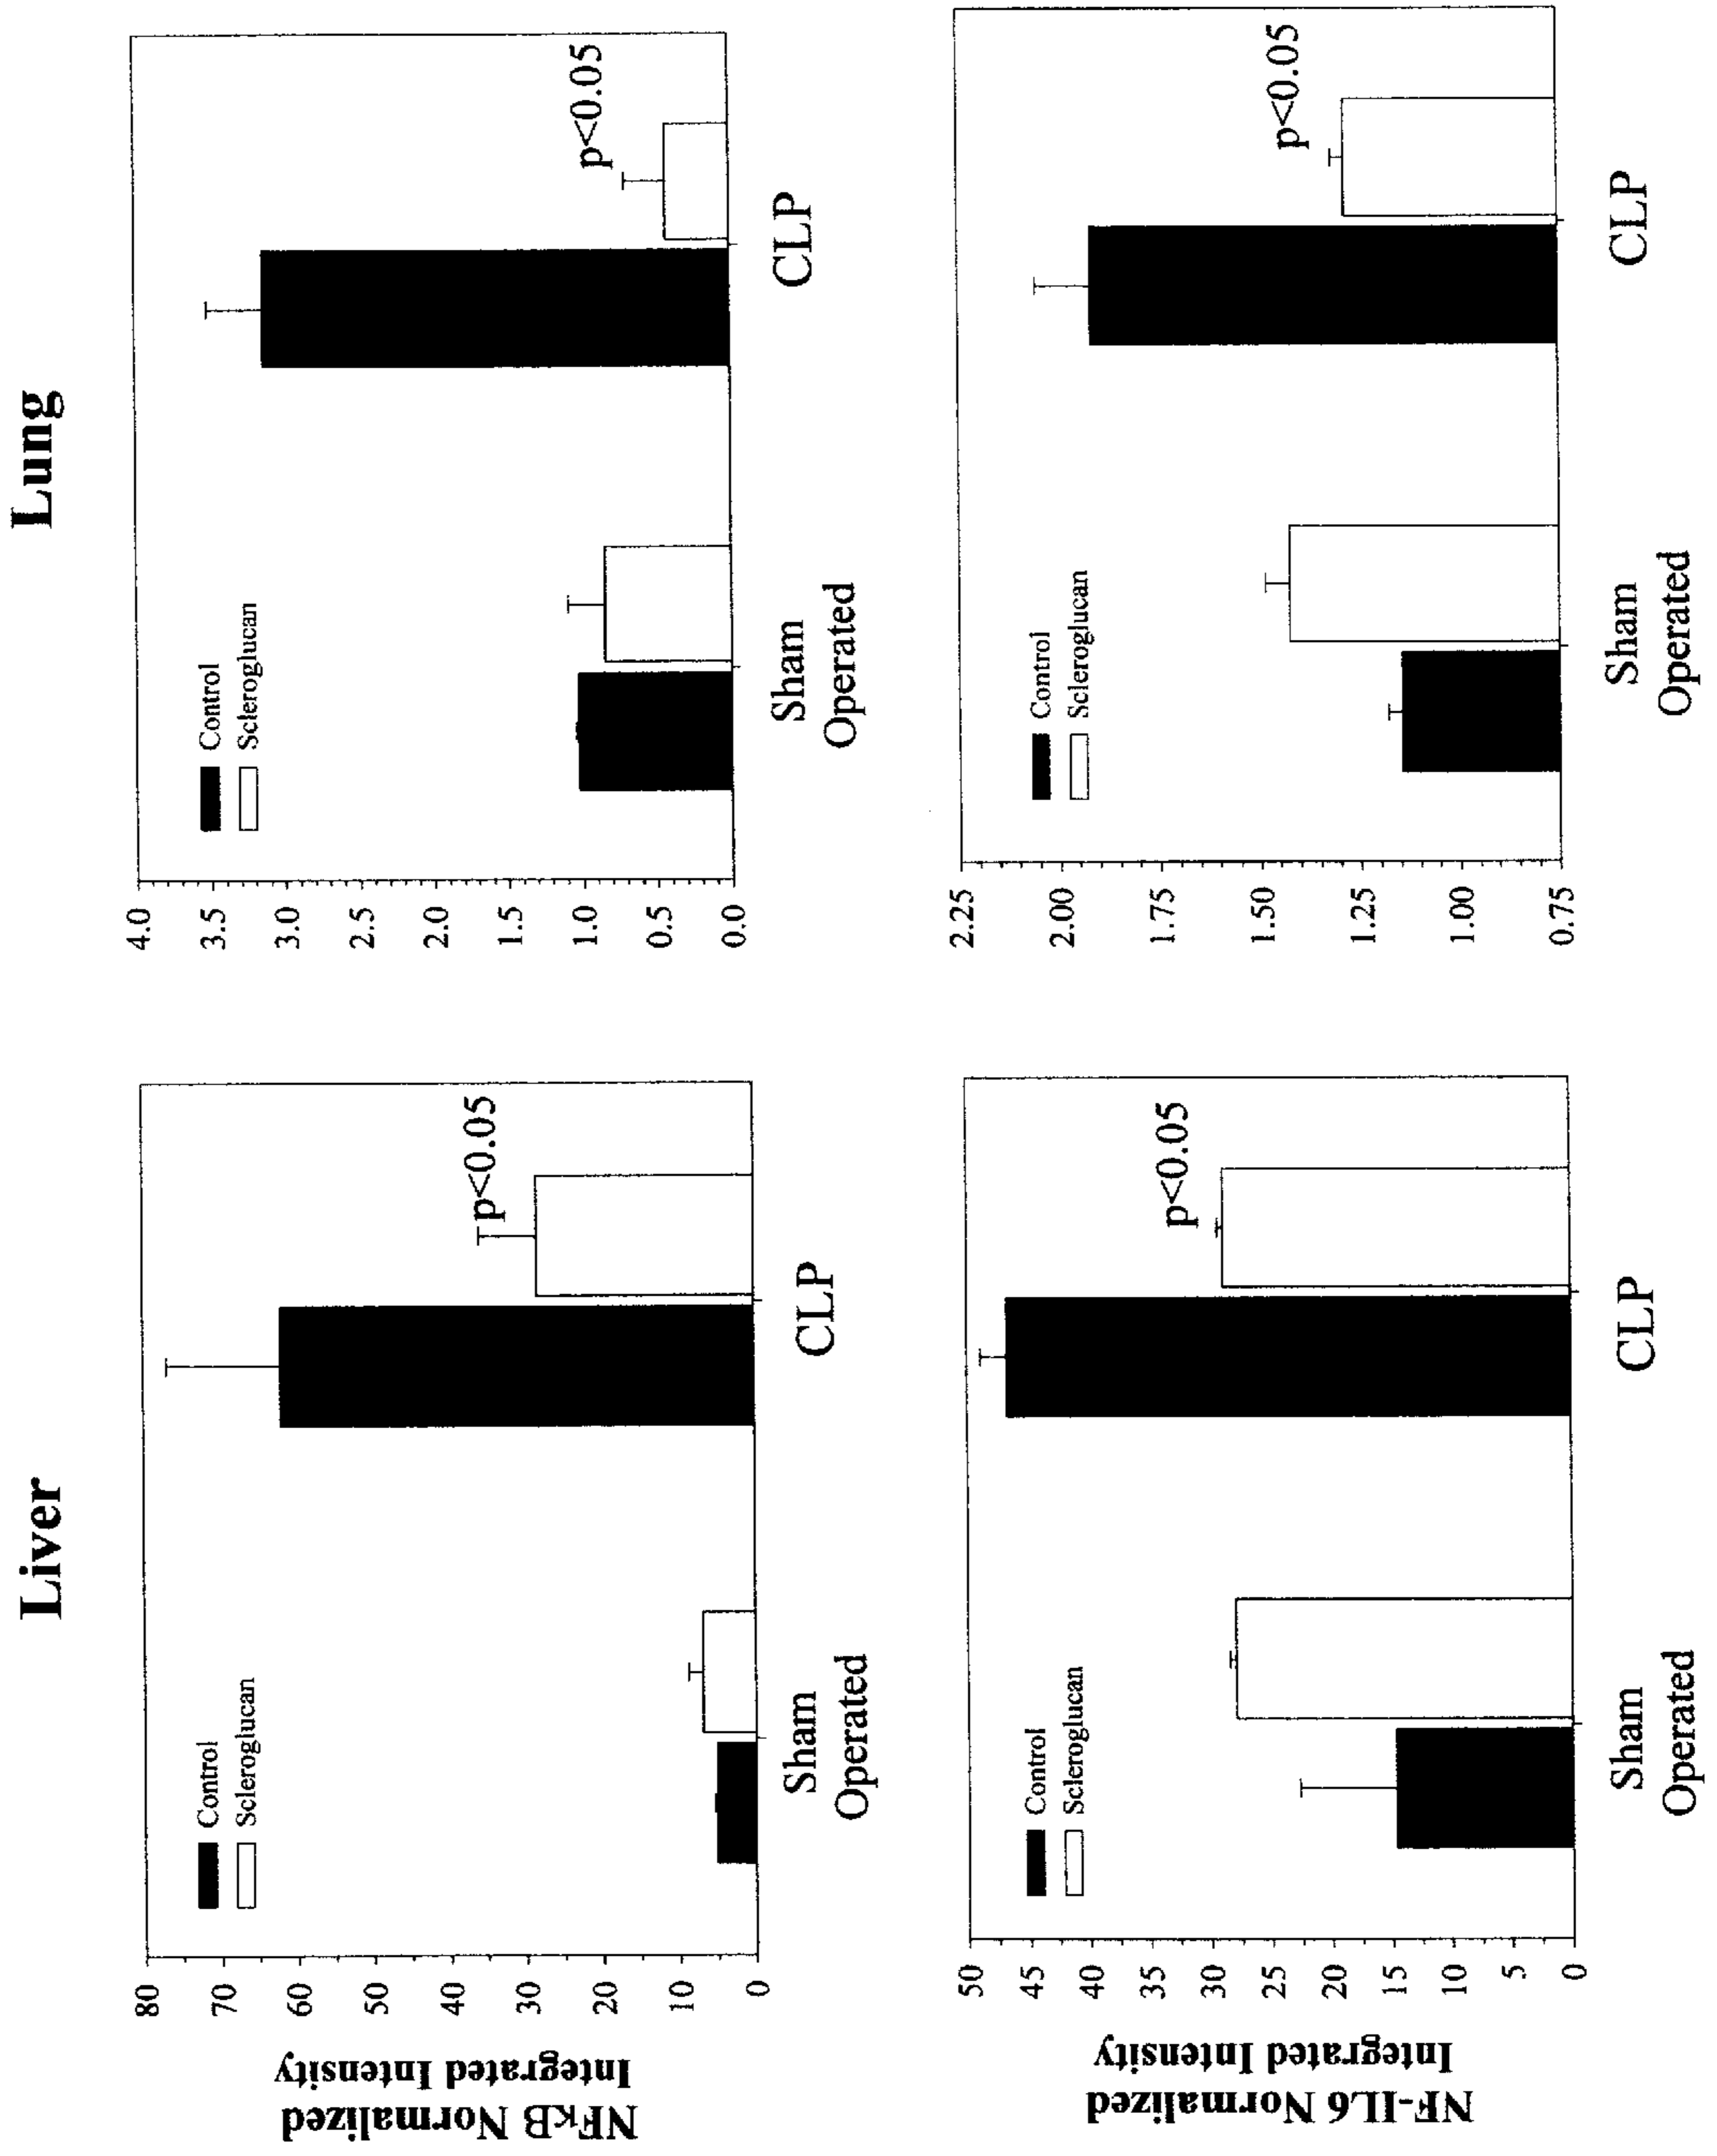 Liver
Lung
NFκB Normalized
Integrated Intensity
80
70
60
50
40
30
20
10
0
Control
Scleroglucan
p<0.05
Sham
Operated
CLP
4.0
3.5
3.0
2.5
2.0
1.5
1.0
0.5
0.0
Control
Scleroglucan
p<0.05
Sham
Operated
CLP
NF-IL6 Normalized
Integrated Intensity
50
45
40
35
30
25
20
15
10
5
0
Control
Scleroglucan
p<0.05
Sham
Operated
CLP
2.25
2.00
1.75
1.50
1.25
1.00
0.75
Control
Scleroglucan
p<0.05
Sham
Operated
CLP